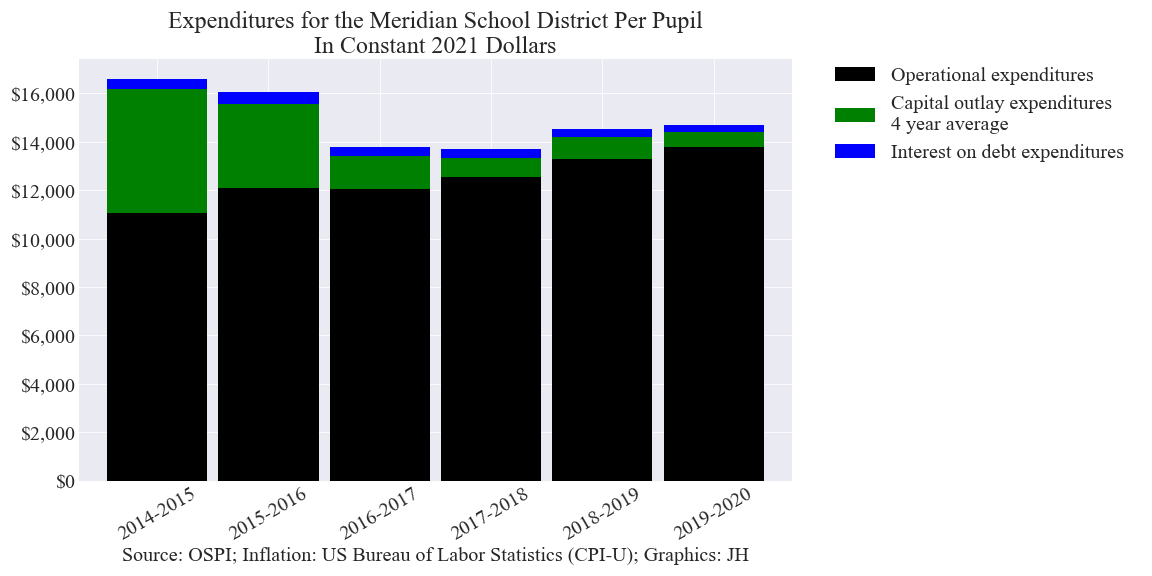 Expenditures for the Meridian School District Per Pupil
In Constant 2021 Dollars
$16,000
$14,000
$12,000
$10,000
$8,000
$6,000
$4,000
$2,000
$0
2014-2015
2015-2016
2016-2017
2017-2018
2018-2019
2019-2020
Source: OSPI; Inflation: US Bureau of Labor Statistics (CPI-U); Graphics: JH
Operational expenditures
Capital outlay expenditures
4 year average
Interest on debt expenditures